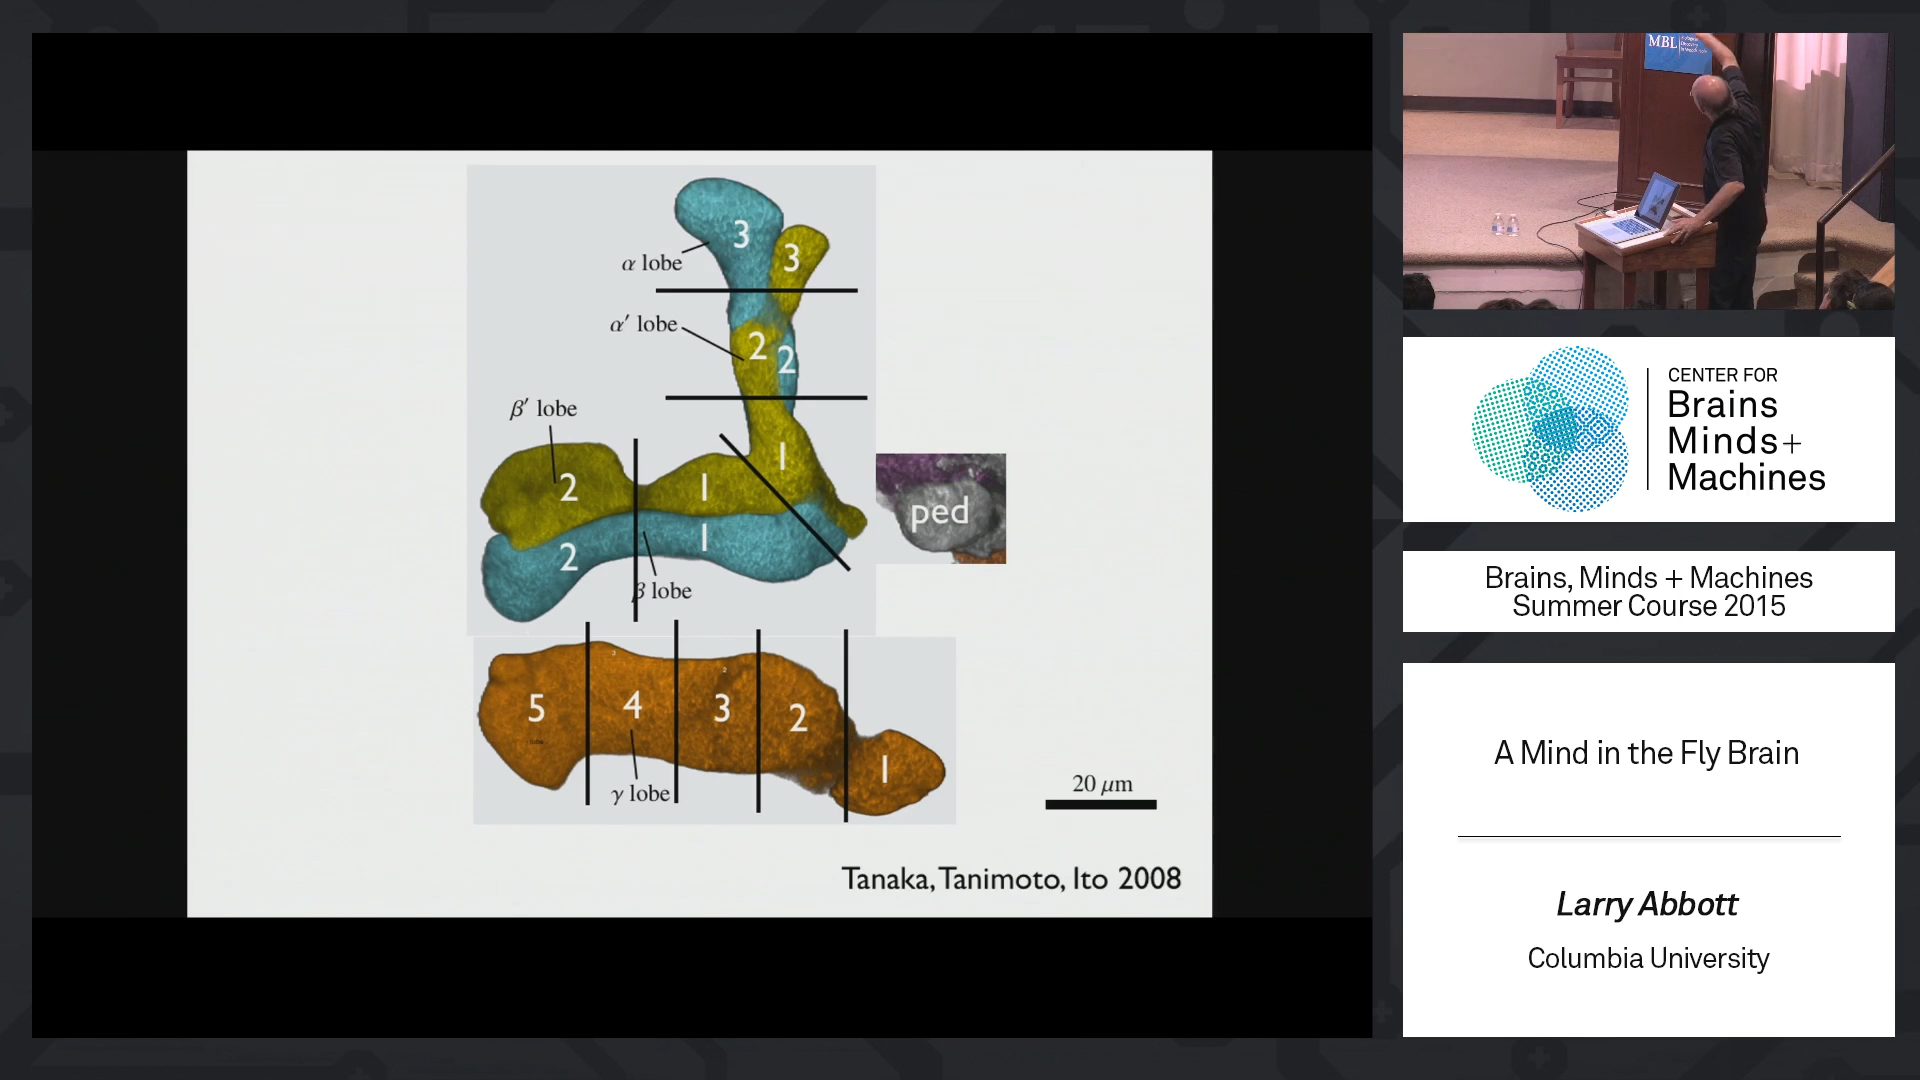 3
3
α lobe
α′ lobe
2
2
β′ lobe
1
2
1
1
2
β lobe
ped
5
4
3
2
1
γ lobe
20 μm
Tanaka, Tanimoto, Ito 2008
MBL
CENTER FOR
Brains
Minds+
Machines
Brains, Minds + Machines
Summer Course 2015
A Mind in the Fly Brain
Larry Abbott
Columbia University